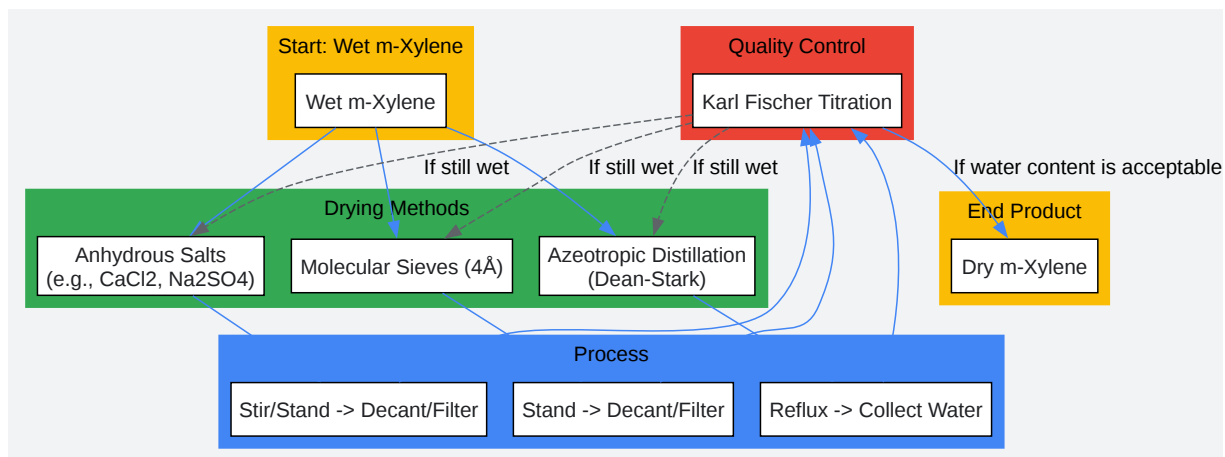 Start: Wet m-Xylene
Wet m-Xylene
Quality Control
Karl Fischer Titration
If still wet
If still wet
If still wet
If water content is acceptable
Drying Methods
Anhydrous Salts
(e.g., CaCl2, Na2SO4)
Molecular Sieves (4Å)
Azeotropic Distillation
(Dean-Stark)
End Product
Dry m-Xylene
Process
Stir/Stand -> Decant/Filter
Stand -> Decant/Filter
Reflux -> Collect Water